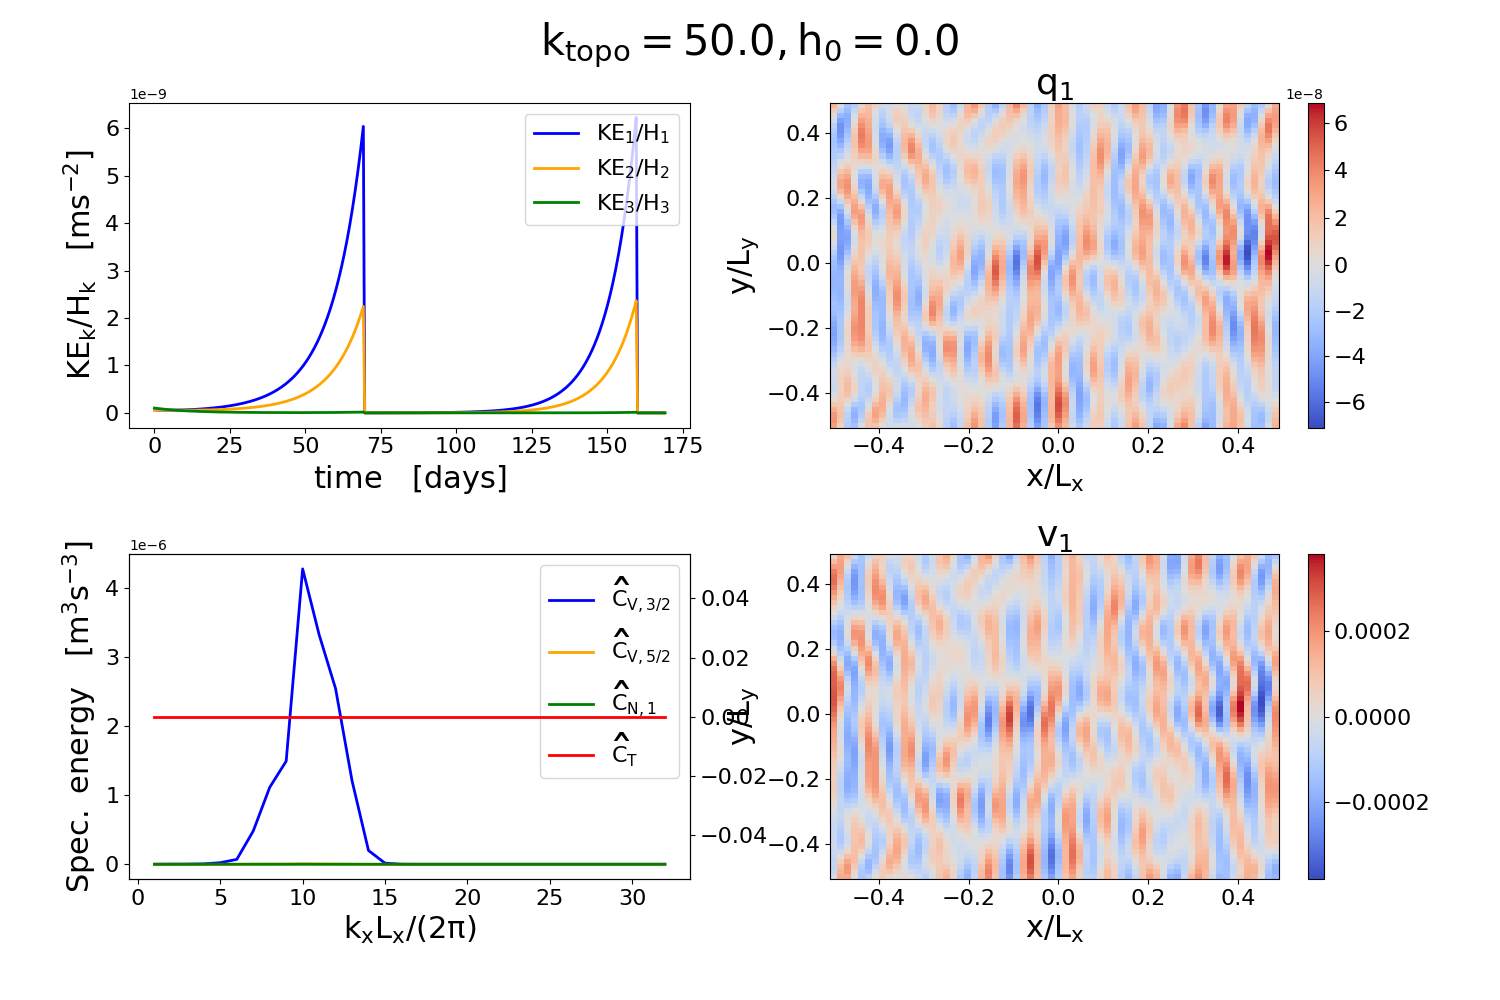 k_topo = 50.0, h_0 = 0.0
1e−9
KE_k/H_k [ms^−2]
6
5
4
3
2
1
0
KE_1/H_1
KE_2/H_2
KE_3/H_3
0 25 50 75 100 125 150 175
time [days]
q_1
y/L_y
0.4
0.2
0.0
−0.2
−0.4
−0.4 −0.2 0.0 0.2 0.4
x/L_x
1e−8
6
4
2
0
−2
−4
−6
1e−6
Spec. energy [m^3s^−3]
4
3
2
1
0
Ĉ_V,3/2
Ĉ_V,5/2
Ĉ_N,1
Ĉ_T
0.04
0.02
0.00
−0.02
−0.04
0 5 10 15 20 25 30
k_xL_x/(2π)
v_1
y/L_y
0.4
0.2
0.0
−0.2
−0.4
−0.4 −0.2 0.0 0.2 0.4
x/L_x
0.0002
0.0000
−0.0002